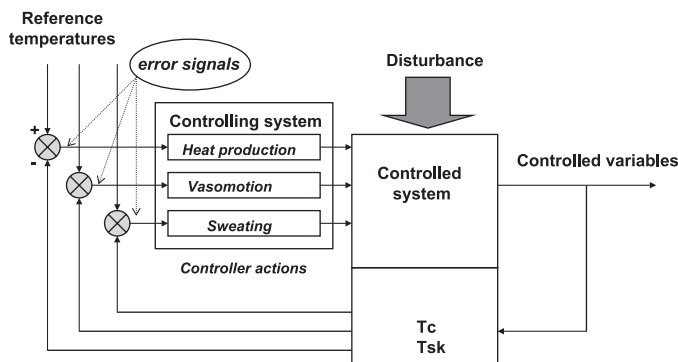 Reference
temperatures
error signals
Disturbance
+
-
Controlling system
Heat production
Vasomotion
Sweating
Controller actions
Controlled
system
Controlled variables
Tc
Tsk